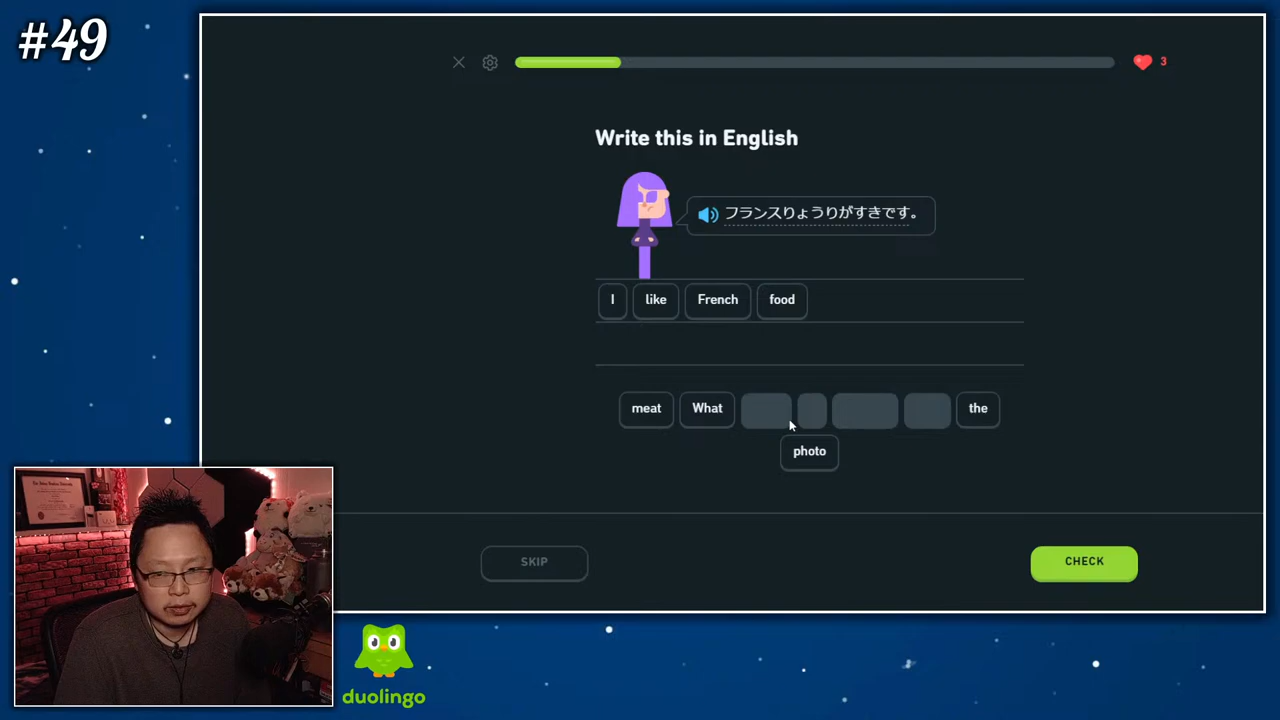 #49
3
Write this in English
フランスりょうりがすきです。
I like French food
meat What the
photo
SKIP CHECK
duolingo